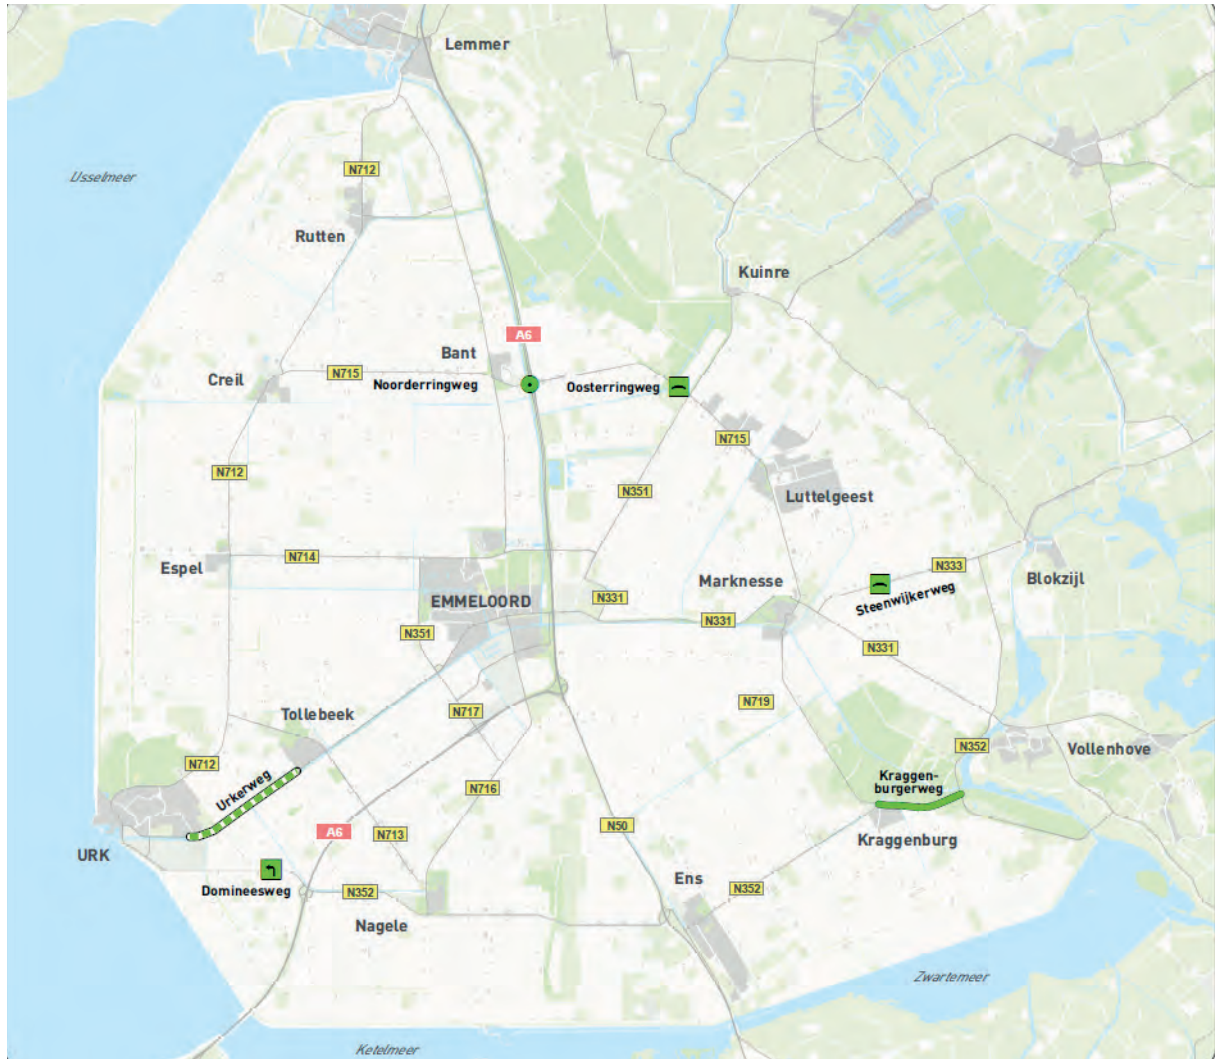 Lemmer
N712
IJsselmeer
Rutten
Kuinre
A6
Bant
Creil
N715
Noorderringweg
Oosterringweg
N715
N712
N351
Luttelgeest
Espel
N714
N333
Marknesse
Blokzijl
EMMELOORD
N331
Steenwijkerweg
N351
N331
N331
N719
Tollebeek
N717
N352
Vollenhove
N712
Urkerweg
N716
Kraggen-
burgerweg
A6
N713
N50
Kraggenburg
URK
Domineesweg
N352
Ens
N352
Nagele
Zwartemeer
Ketelmeer